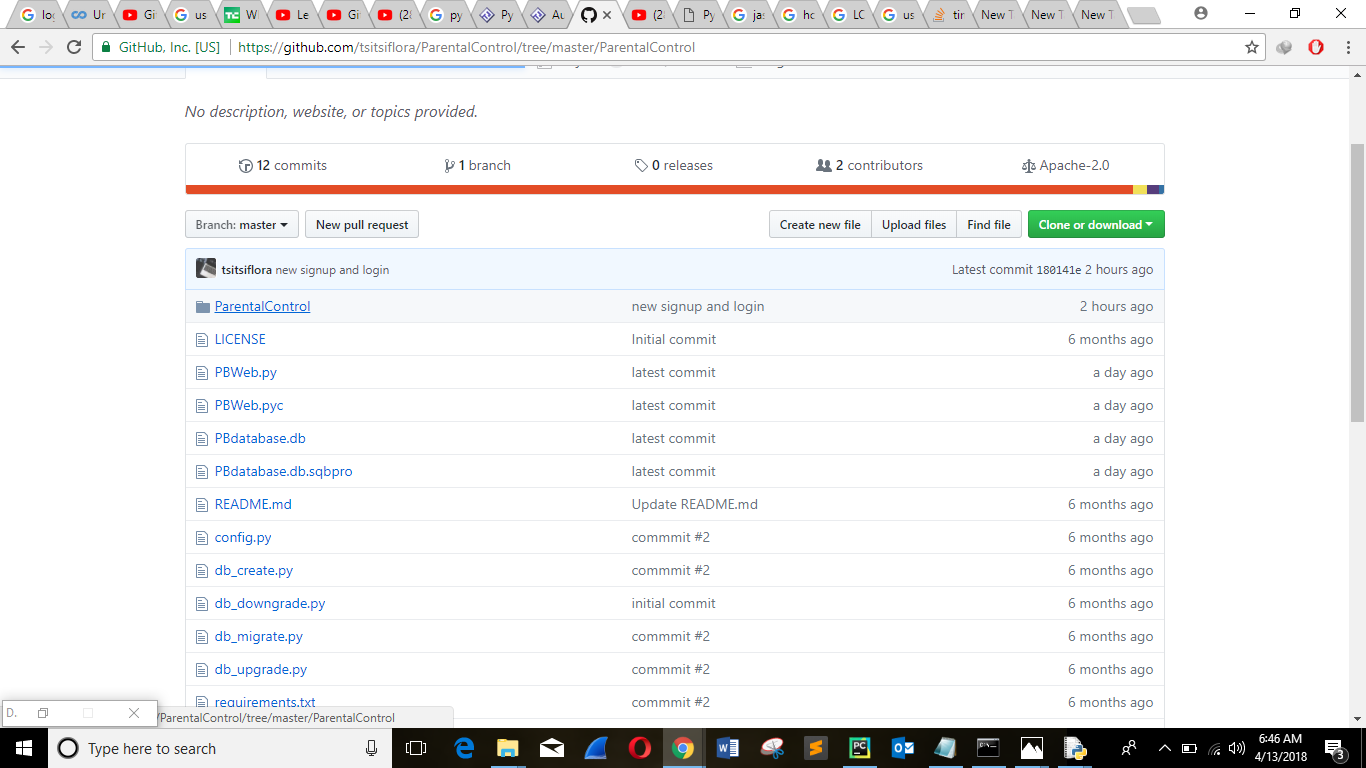 log
Ur
Git
us
W
Le
Git
(28
py
Py
Au
(28
Py
jas
ho
LO
us
tir
New T
New T
New T
GitHub, Inc. [US]
https://github.com/tsitsiflora/ParentalControl/tree/master/ParentalControl
No description, website, or topics provided.
12 commits
1 branch
0 releases
2 contributors
Apache-2.0
Branch: master
New pull request
Create new file
Upload files
Find file
Clone or download
tsitsiflora new signup and login
Latest commit 180141e 2 hours ago
ParentalControl
new signup and login
2 hours ago
LICENSE
Initial commit
6 months ago
PBWeb.py
latest commit
a day ago
PBWeb.pyc
latest commit
a day ago
PBdatabase.db
latest commit
a day ago
PBdatabase.db.sqbpro
latest commit
a day ago
README.md
Update README.md
6 months ago
config.py
commmit #2
6 months ago
db_create.py
commmit #2
6 months ago
db_downgrade.py
initial commit
6 months ago
db_migrate.py
commmit #2
6 months ago
db_upgrade.py
commmit #2
6 months ago
requirements.txt
commmit #2
6 months ago
D.
/ParentalControl/tree/master/ParentalControl
Type here to search
6:46 AM
4/13/2018
3